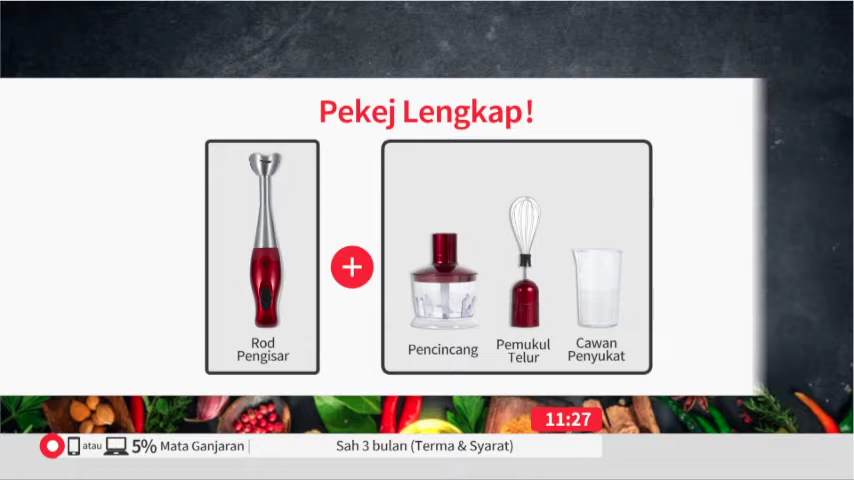 Pekej Lengkap!
Rod
Pengisar
+
Pencincang
Pemukul
Telur
Cawan
Penyukat
11:27
atau 5% Mata Ganjaran
Sah 3 bulan (Terma & Syarat)